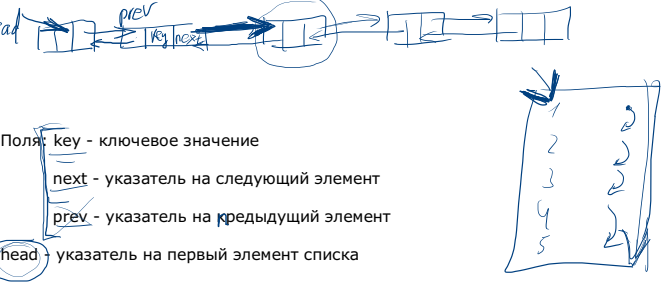 ead
prev
key next
Поля: key - ключевое значение
next - указатель на следующий элемент
prev - указатель на предыдущий элемент
head - указатель на первый элемент списка
1
2
3
4
5